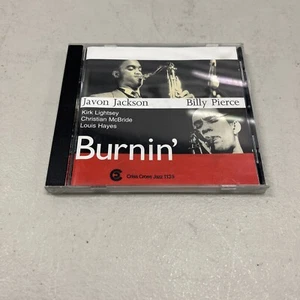 Javon Jackson Billy Pierce
Kirk Lightsey
Christian McBride
Louis Hayes
Burnin'
Criss Cross Jazz 1139